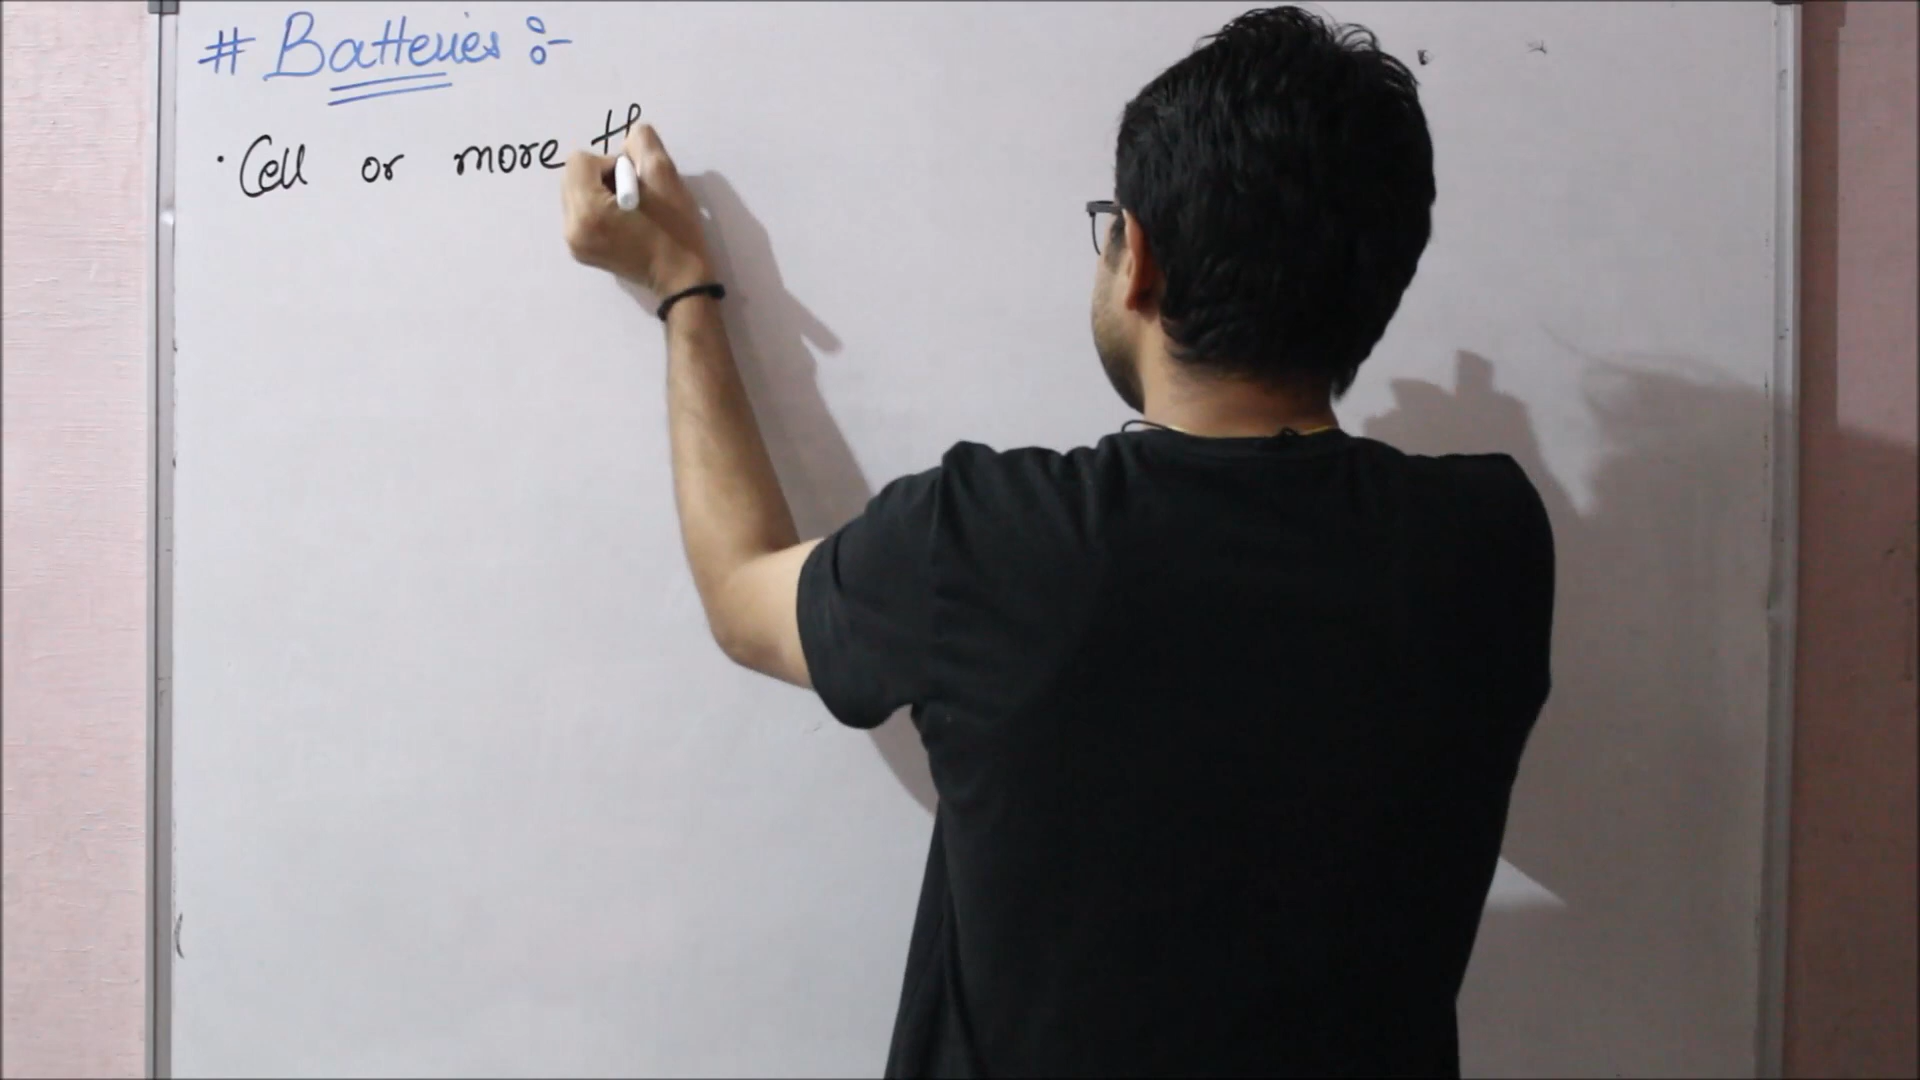 # Batteries :-
· Cell or more th